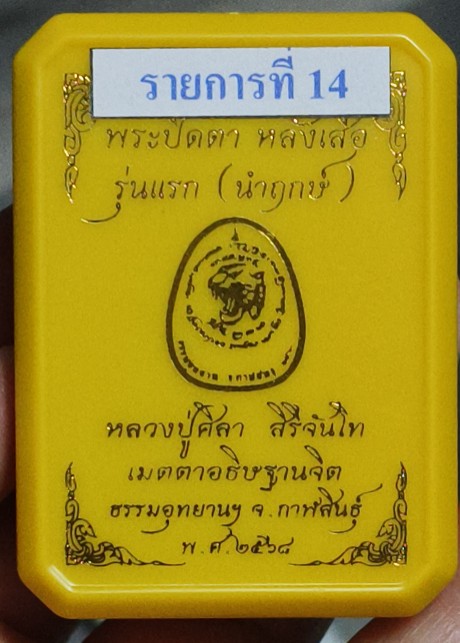 รายการที่ 14
พระปิดตา หลังเสือ
รุ่นแรก (นำฤกษ์)
หลวงปู่ศิลา สิริจันโท
เมตตาอธิษฐานจิต
ธรรมอุทยานฯ จ.กาฬสินธุ์
พ.ศ.๒๕๖๘